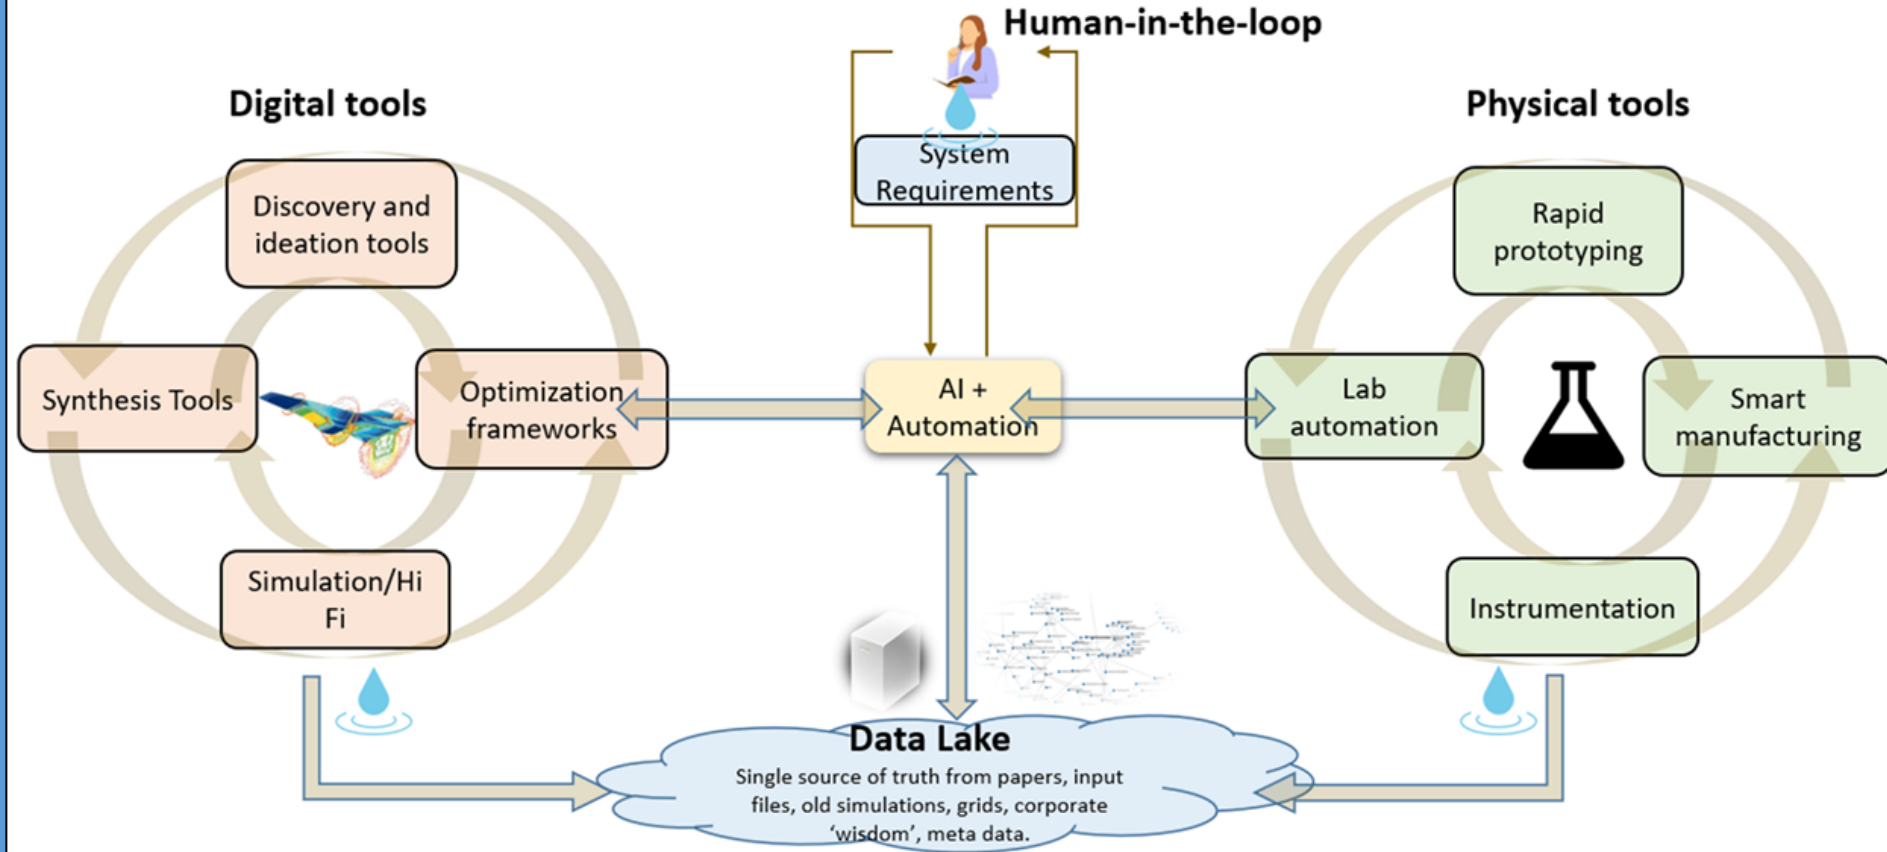 Human-in-the-loop
Digital tools
Physical tools
System
Requirements
Discovery and
ideation tools
Rapid
prototyping
Synthesis Tools
Optimization
frameworks
AI +
Automation
Lab
automation
Smart
manufacturing
Simulation/Hi
Fi
Instrumentation
Data Lake
Single source of truth from papers, input
files, old simulations, grids, corporate
‘wisdom’, meta data.